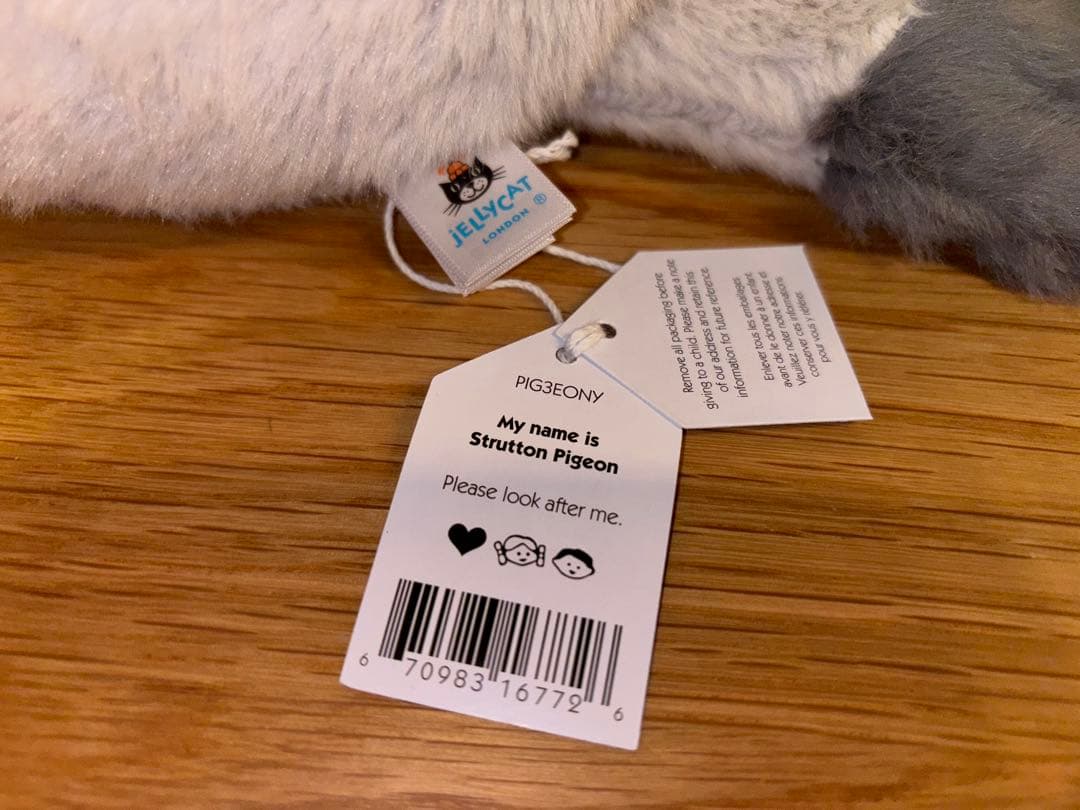 jELLYCAT ®
LONDON
Remove all packaging before
giving to a child. Please make a note
of our address and retain this
information for future reference.
Enlever tous les emballages
avant de le donner à un enfant.
Veuillez noter notre adresse et
conserver ces informations
pour vous y référer.
PIG3EONY
My name is
Strutton Pigeon
Please look after me.
6 70983 16772 6